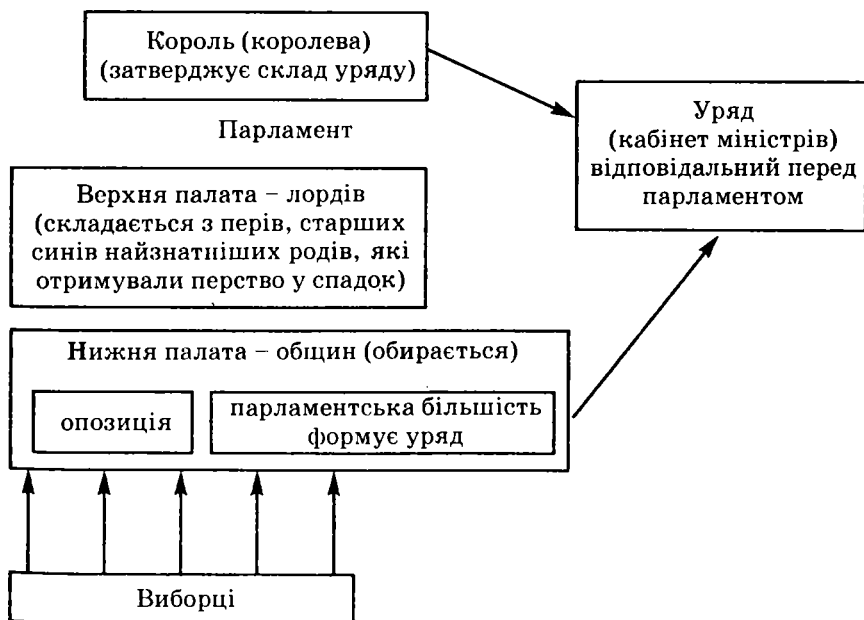 Король (королева)
(затверджує склад уряду)
Уряд
(кабінет міністрів)
відповідальний перед
парламентом
Парламент
Верхня палата – лордів
(складається з перів, старших
синів найзнатніших родів, які
отримували перство у спадок)
Нижня палата – общин (обирається)
опозиція
парламентська більшість
формує уряд
Виборці